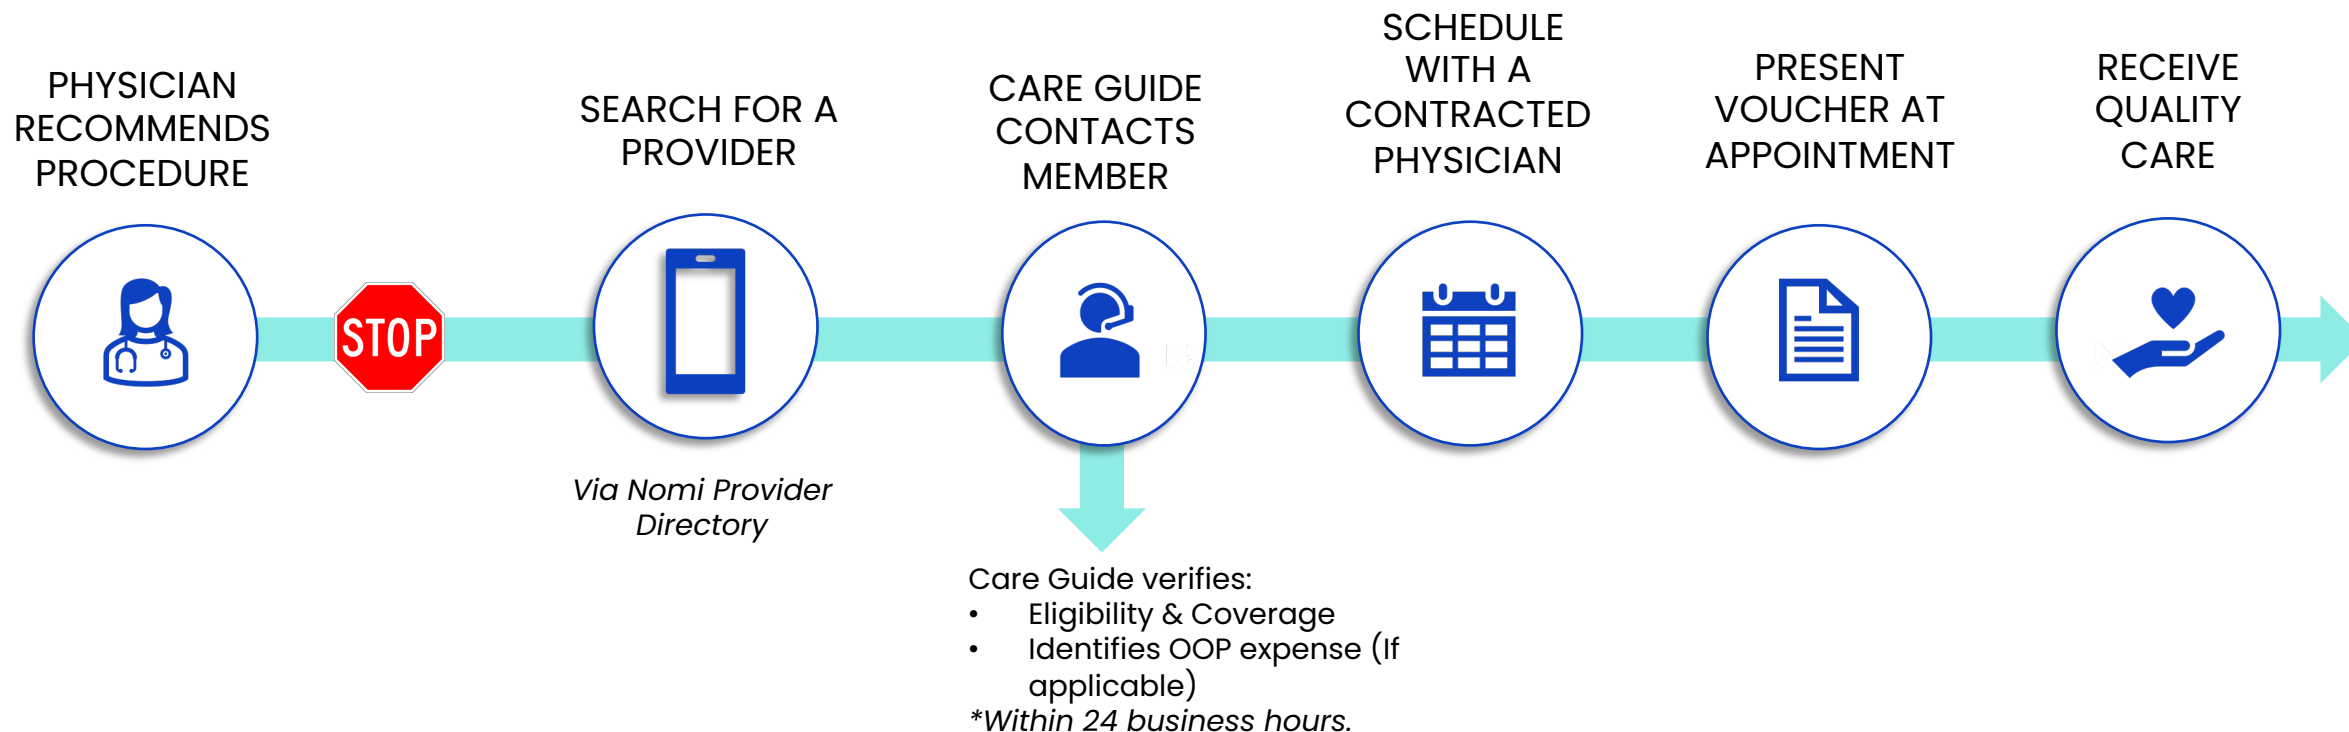 PHYSICIAN
RECOMMENDS
PROCEDURE
STOP
SEARCH FOR A
PROVIDER
Via Nomi Provider
Directory
CARE GUIDE
CONTACTS
MEMBER
Care Guide verifies:
• Eligibility & Coverage
• Identifies OOP expense (If
applicable)
*Within 24 business hours.
SCHEDULE
WITH A
CONTRACTED
PHYSICIAN
PRESENT
VOUCHER AT
APPOINTMENT
RECEIVE
QUALITY
CARE